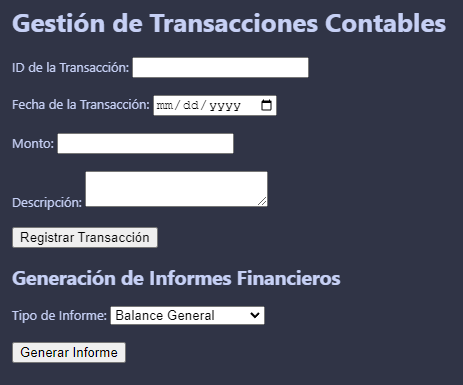 Gestión de Transacciones Contables
ID de la Transacción:
Fecha de la Transacción: mm/dd/yyyy
Monto:
Descripción:
Registrar Transacción
Generación de Informes Financieros
Tipo de Informe: Balance General
Generar Informe